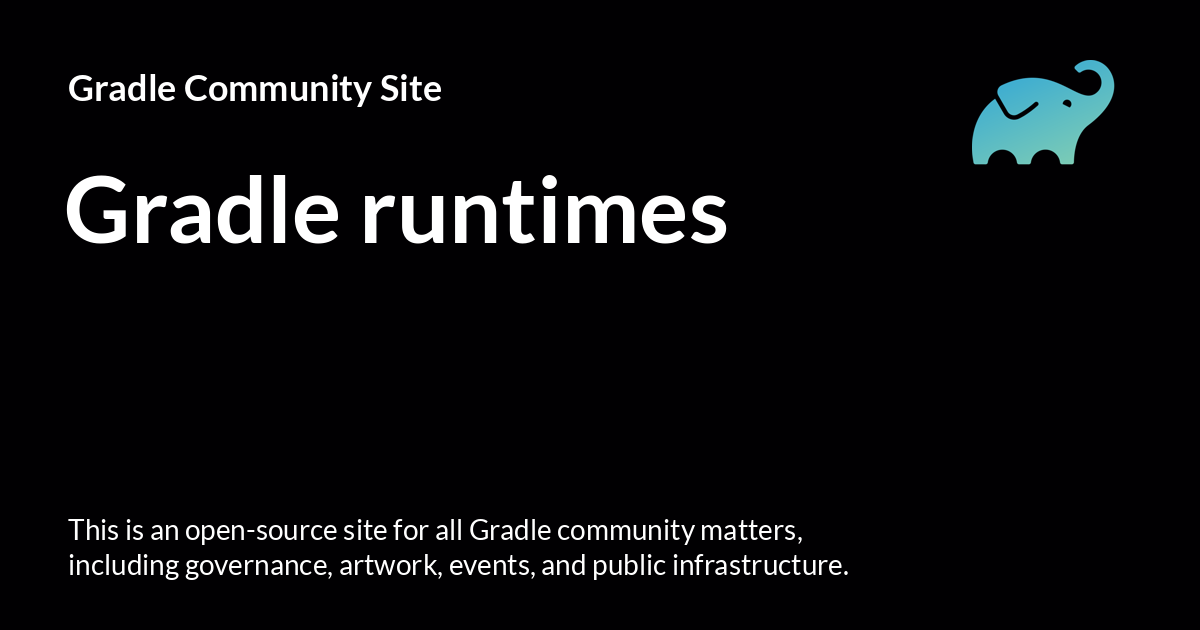 Gradle Community Site
Gradle runtimes
This is an open-source site for all Gradle community matters,
including governance, artwork, events, and public infrastructure.